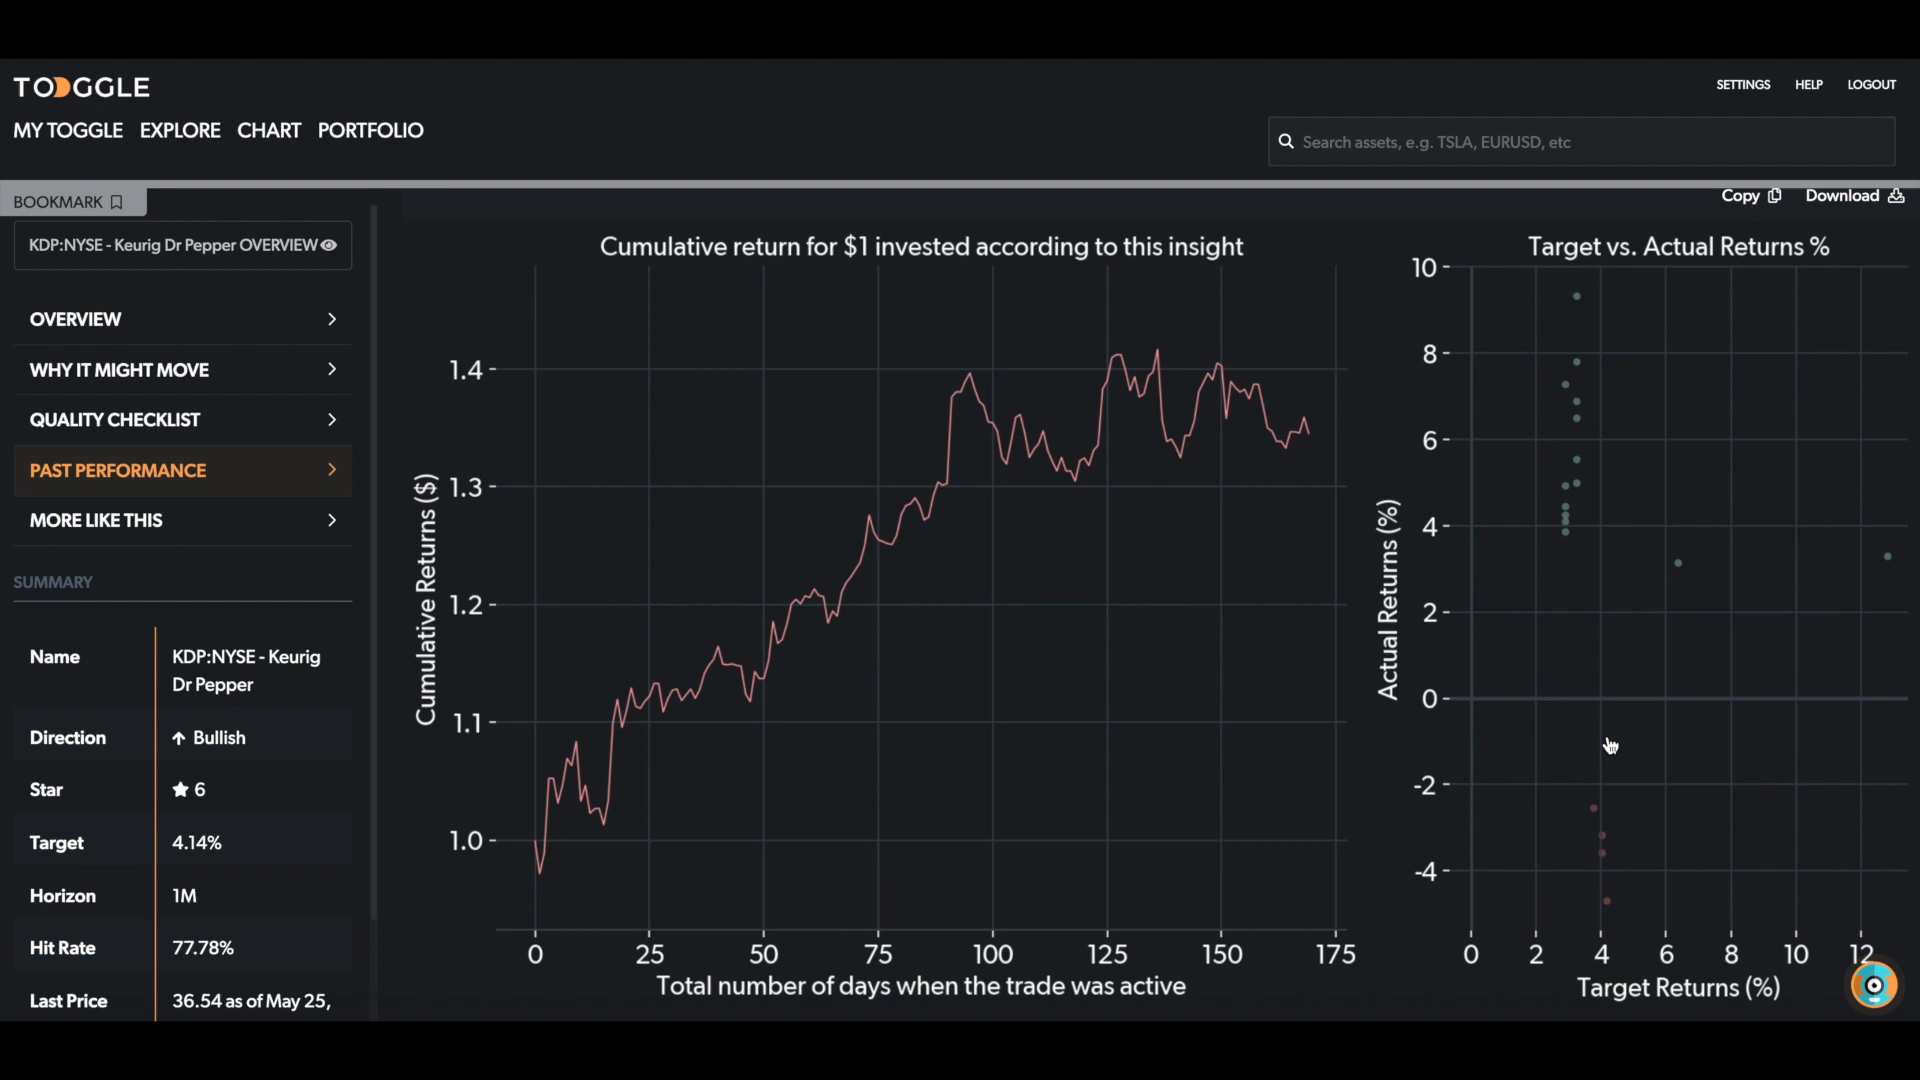 TOGGLE
SETTINGS HELP LOGOUT
MY TOGGLE EXPLORE CHART PORTFOLIO
Search assets, e.g. TSLA, EURUSD, etc
BOOKMARK
Copy Download
KDP:NYSE - Keurig Dr Pepper OVERVIEW
OVERVIEW
WHY IT MIGHT MOVE
QUALITY CHECKLIST
PAST PERFORMANCE
MORE LIKE THIS
SUMMARY
Name KDP:NYSE - Keurig
Dr Pepper
Direction Bullish
Star 6
Target 4.14%
Horizon 1M
Hit Rate 77.78%
Last Price 36.54 as of May 25,
Cumulative return for $1 invested according to this insight
Cumulative Returns ($)
1.4
1.3
1.2
1.1
1.0
0 25 50 75 100 125 150 175
Total number of days when the trade was active
Target vs. Actual Returns %
Actual Returns (%)
10
8
6
4
2
0
-2
-4
0 2 4 6 8 10 12
Target Returns (%)